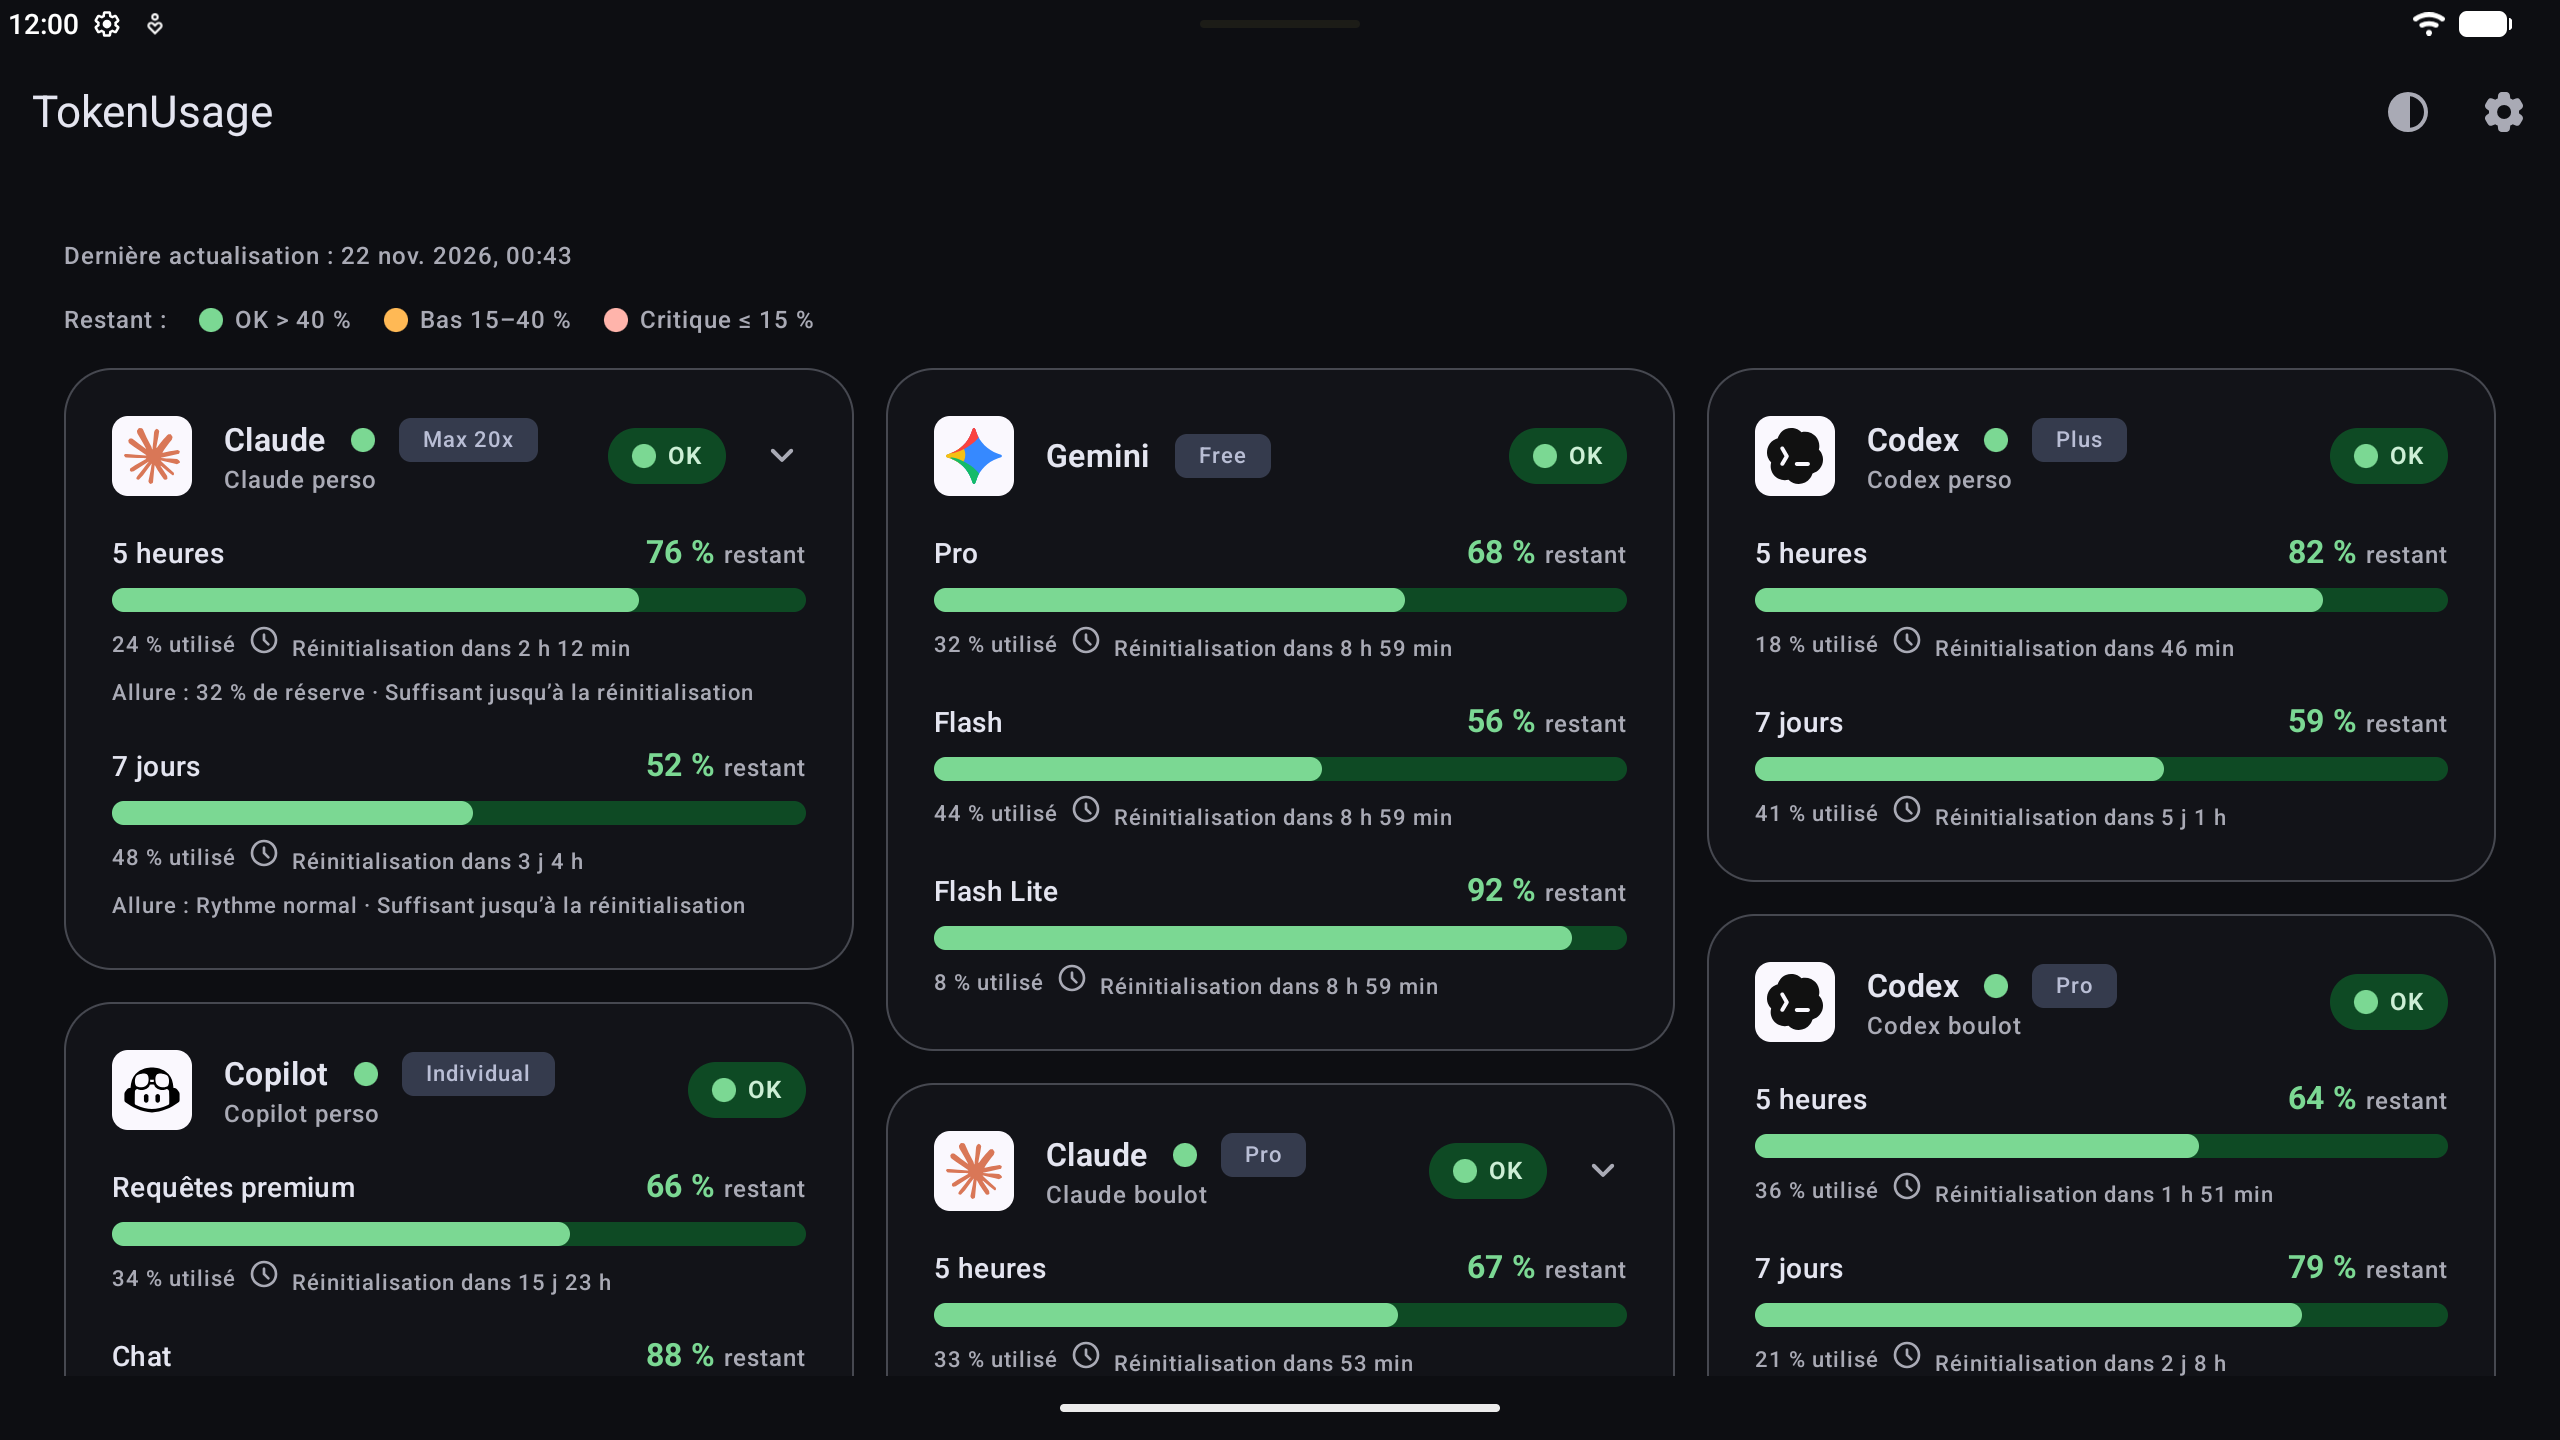 12:00
TokenUsage
Dernière actualisation : 22 nov. 2026, 00:43
Restant : OK > 40 % Bas 15–40 % Critique ≤ 15 %
Claude Max 20x OK
Claude perso
5 heures 76 % restant
24 % utilisé Réinitialisation dans 2 h 12 min
Allure : 32 % de réserve · Suffisant jusqu’à la réinitialisation
7 jours 52 % restant
48 % utilisé Réinitialisation dans 3 j 4 h
Allure : Rythme normal · Suffisant jusqu’à la réinitialisation
Copilot Individual OK
Copilot perso
Requêtes premium 66 % restant
34 % utilisé Réinitialisation dans 15 j 23 h
Chat 88 % restant
Gemini Free OK
Pro 68 % restant
32 % utilisé Réinitialisation dans 8 h 59 min
Flash 56 % restant
44 % utilisé Réinitialisation dans 8 h 59 min
Flash Lite 92 % restant
8 % utilisé Réinitialisation dans 8 h 59 min
Claude Pro OK
Claude boulot
5 heures 67 % restant
33 % utilisé Réinitialisation dans 53 min
Codex Plus OK
Codex perso
5 heures 82 % restant
18 % utilisé Réinitialisation dans 46 min
7 jours 59 % restant
41 % utilisé Réinitialisation dans 5 j 1 h
Codex Pro OK
Codex boulot
5 heures 64 % restant
36 % utilisé Réinitialisation dans 1 h 51 min
7 jours 79 % restant
21 % utilisé Réinitialisation dans 2 j 8 h